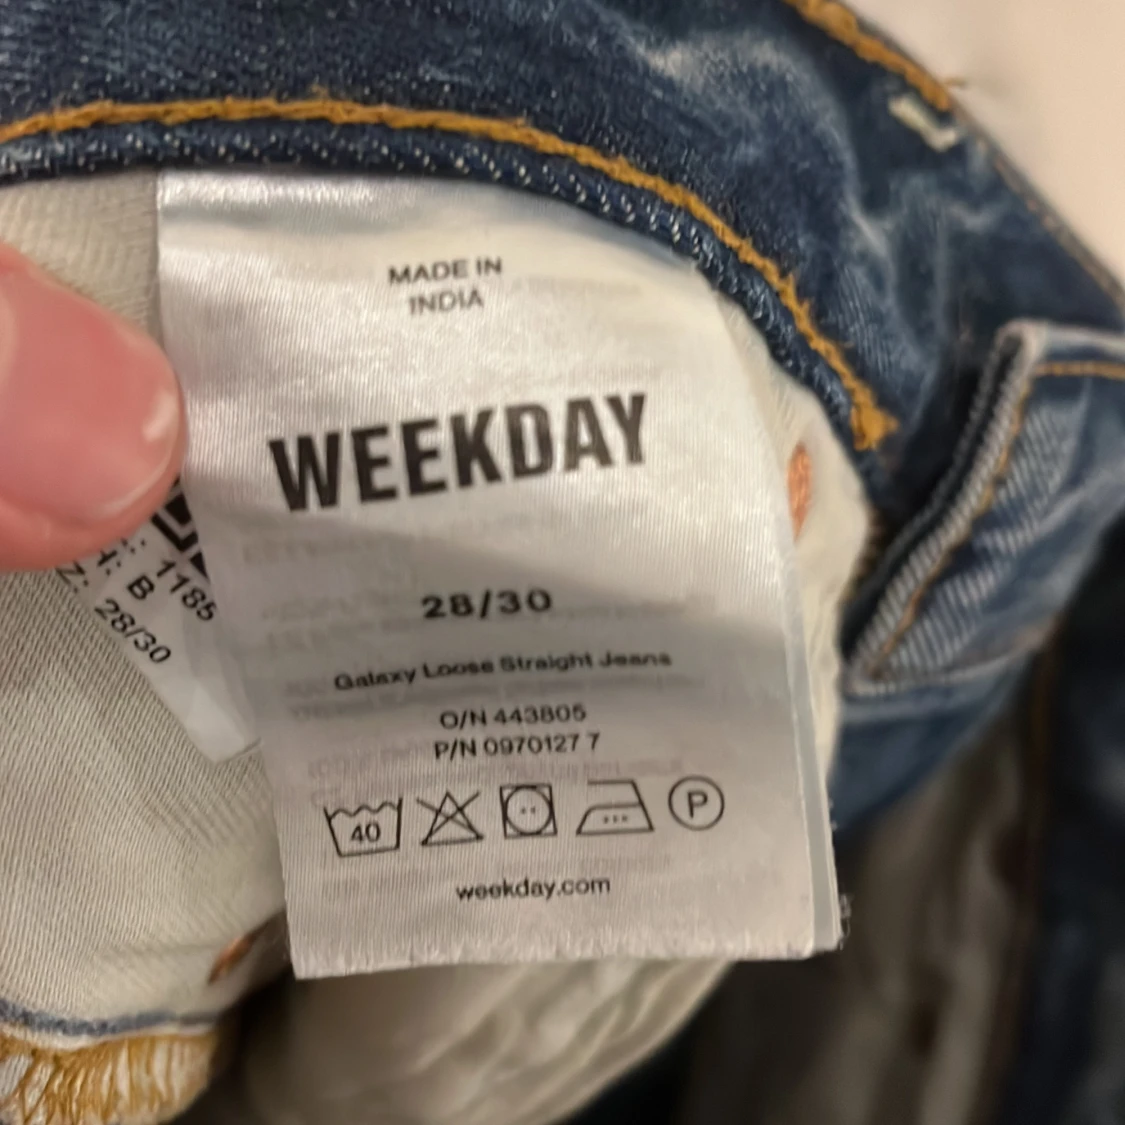 MADE IN
INDIA
WEEKDAY
28/30
Galaxy Loose Straight Jeans
O/N 443805
P/N 0970127 7
40
P
weekday.com
: 1185
H: B
Z: 28/30